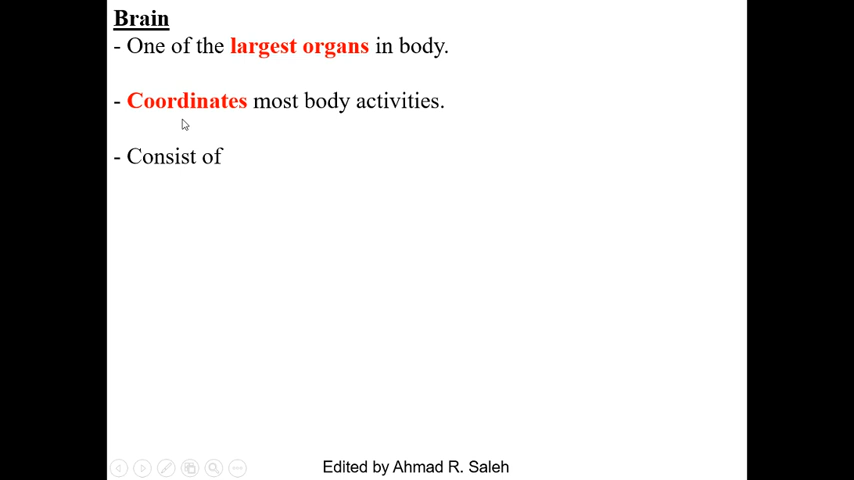 Brain
- One of the largest organs in body.
- Coordinates most body activities.
- Consist of
Edited by Ahmad R. Saleh